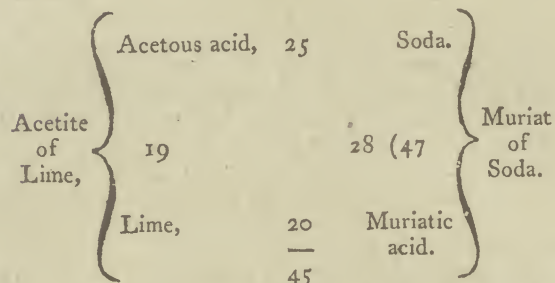 Acetous acid, 25 Soda.
Acetite
of
Lime,
19 28 (47
Muriat
of
Soda.
Lime, 20 Muriatic
acid.
45